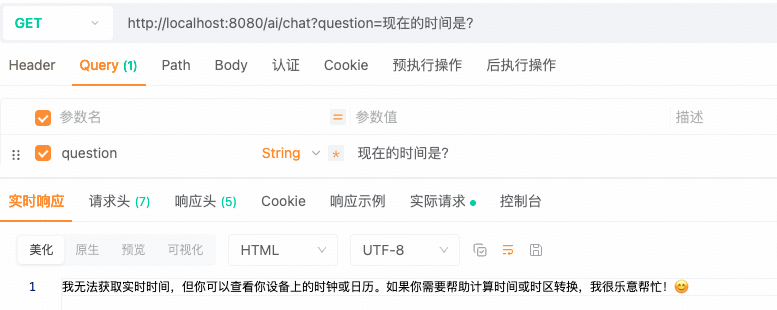 GET http://localhost:8080/ai/chat?question=现在的时间是?
Header Query (1) Path Body 认证 Cookie 预执行操作 后执行操作
参数名 = 参数值 描述
question String * 现在的时间是?
实时响应 请求头 (7) 响应头 (5) Cookie 响应示例 实际请求 控制台
美化 原生 预览 可视化 HTML UTF-8
1 我无法获取实时时间，但你可以查看你设备上的时钟或日历。如果你需要帮助计算时间或时区转换，我很乐意帮忙！😊